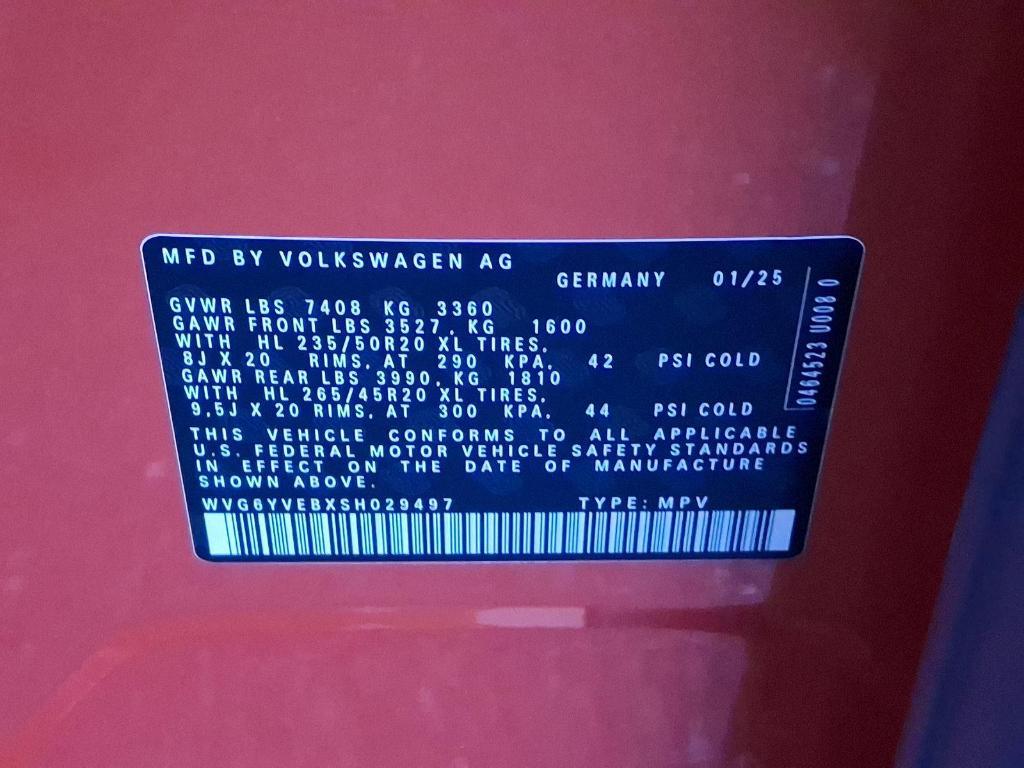 MFD BY VOLKSWAGEN AG
GERMANY 01/25
GVWR LBS 7408 KG 3360
GAWR FRONT LBS 3527, KG 1600
WITH HL 235/50R20 XL TIRES,
8J X 20 RIMS, AT 290 KPA, 42 PSI COLD
GAWR REAR LBS 3990, KG 1810
WITH HL 265/45R20 XL TIRES,
9,5J X 20 RIMS, AT 300 KPA, 44 PSI COLD
THIS VEHICLE CONFORMS TO ALL APPLICABLE
U.S. FEDERAL MOTOR VEHICLE SAFETY STANDARDS
IN EFFECT ON THE DATE OF MANUFACTURE
SHOWN ABOVE.
WVG6YVEBXSH029497 TYPE: MPV
0464523 U008 0